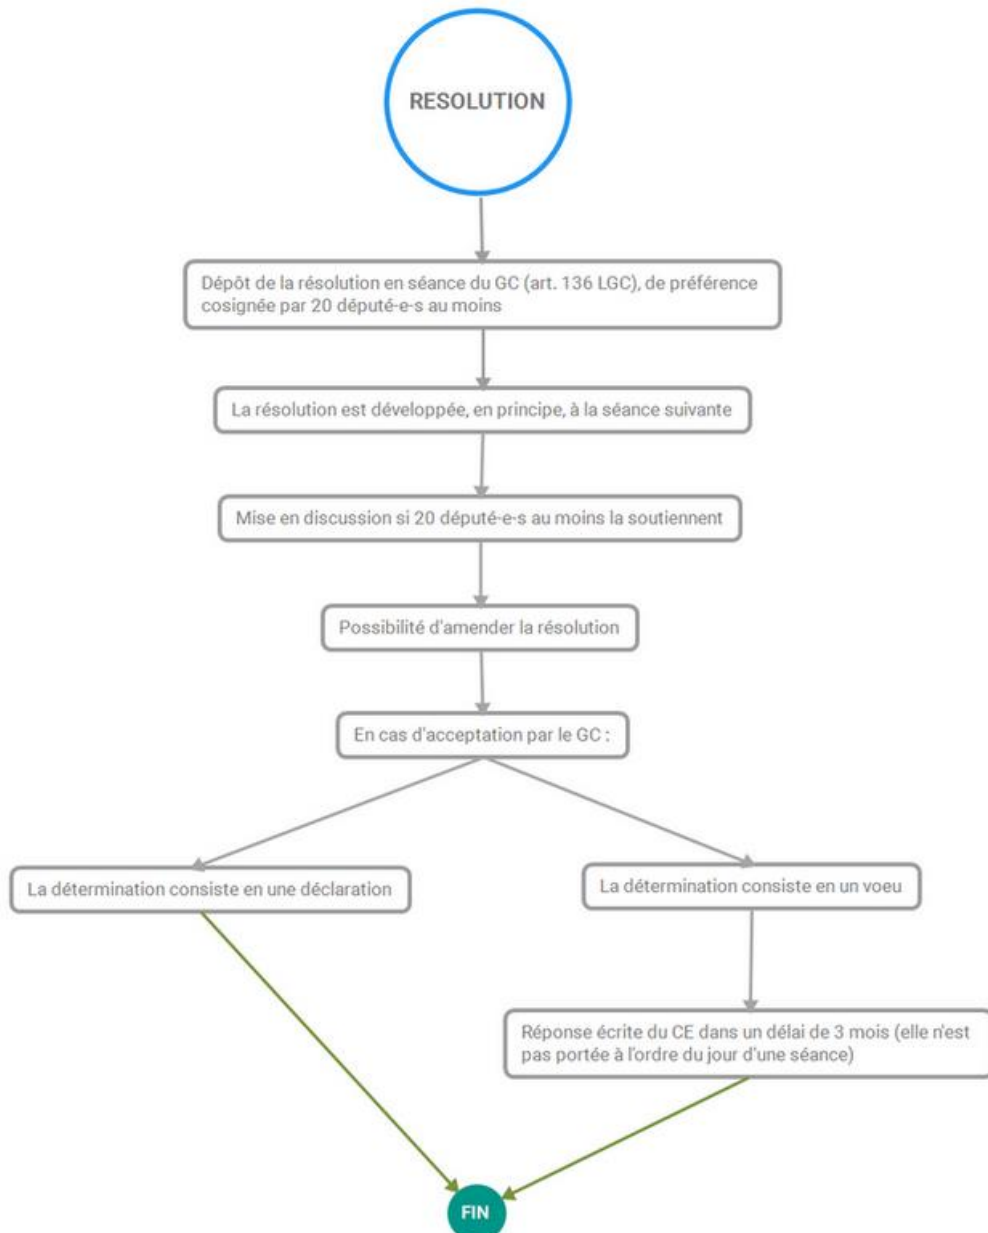 RESOLUTION
Dépôt de la résolution en séance du GC (art. 136 LGC), de préférence
cosignée par 20 député-e-s au moins
La résolution est développée, en principe, à la séance suivante
Mise en discussion si 20 député-e-s au moins la soutiennent
Possibilité d'amender la résolution
En cas d'acceptation par le GC :
La détermination consiste en une déclaration
La détermination consiste en un voeu
Réponse écrite du CE dans un délai de 3 mois (elle n'est
pas portée à l'ordre du jour d'une séance)
FIN